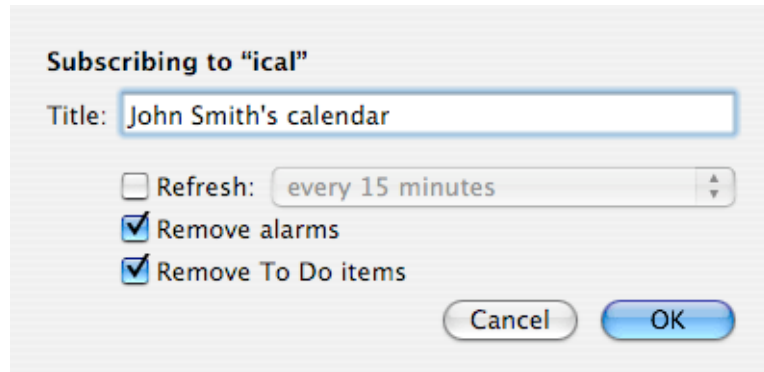 Subscribing to “ical”
Title: John Smith's calendar
Refresh: every 15 minutes
Remove alarms
Remove To Do items
Cancel OK